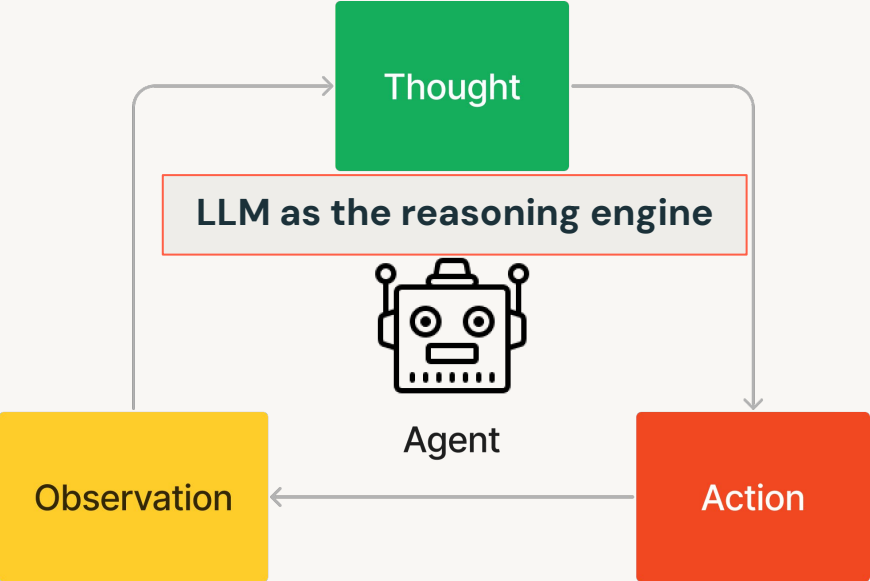 Thought
LLM as the reasoning engine
Agent
Observation
Action